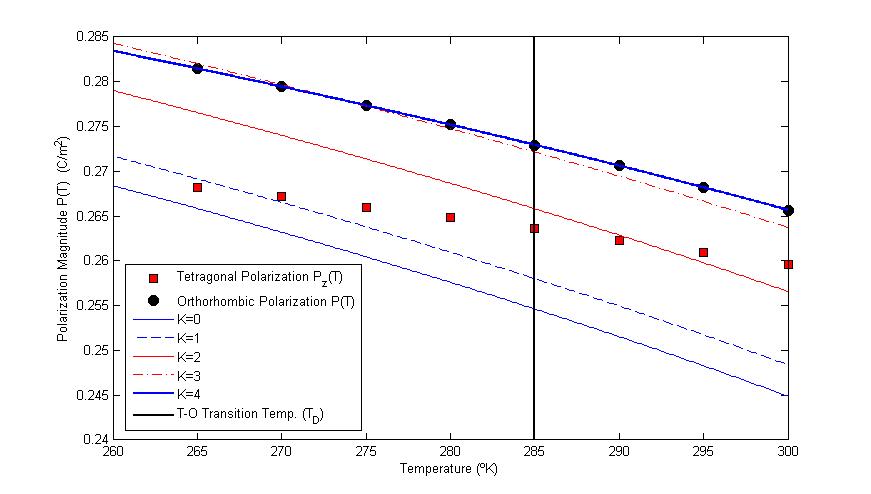 0.285
0.28
0.275
0.27
0.265
0.26
0.255
0.25
0.245
0.24
Polarization Magnitude P(T) (C/m²)
Tetragonal Polarization P_z(T)
Orthorhombic Polarization P(T)
K=0
K=1
K=2
K=3
K=4
T-O Transition Temp. (T_D)
260 265 270 275 280 285 290 295 300
Temperature (ºK)